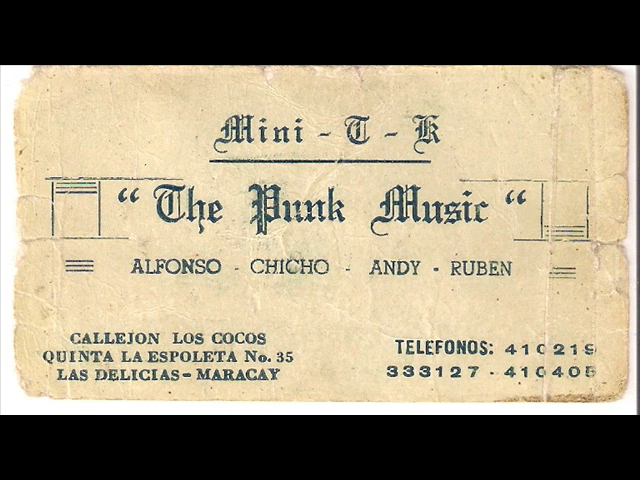 Mini - T - K
“ The Punk Music “
ALFONSO - CHICHO - ANDY - RUBEN
CALLEJON LOS COCOS
QUINTA LA ESPOLETA No. 35
LAS DELICIAS - MARACAY
TELEFONOS: 410219
333127 - 410405